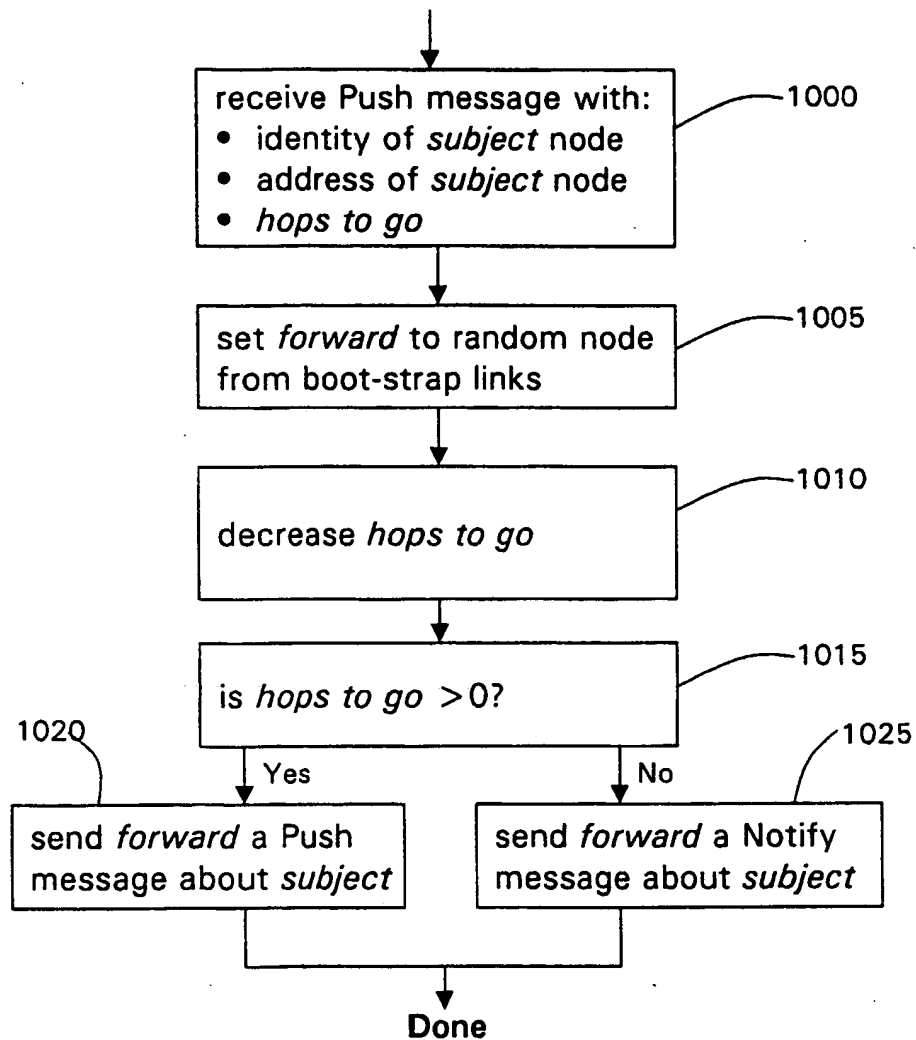 receive Push message with:
• identity of subject node
• address of subject node
• hops to go
1000
set forward to random node
from boot-strap links
1005
decrease hops to go
1010
is hops to go >0?
1015
1020
Yes
No
1025
send forward a Push
message about subject
send forward a Notify
message about subject
Done